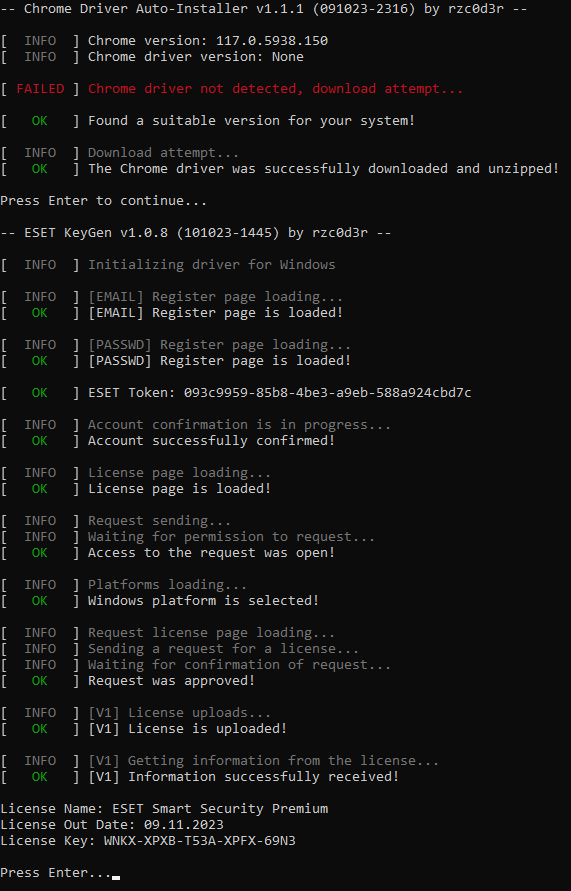 -- Chrome Driver Auto-Installer v1.1.1 (091023-2316) by rzc0d3r --
[ INFO ] Chrome version: 117.0.5938.150
[ INFO ] Chrome driver version: None
[ FAILED ] Chrome driver not detected, download attempt...
[ OK ] Found a suitable version for your system!
[ INFO ] Download attempt...
[ OK ] The Chrome driver was successfully downloaded and unzipped!
Press Enter to continue...
-- ESET KeyGen v1.0.8 (101023-1445) by rzc0d3r --
[ INFO ] Initializing driver for Windows
[ INFO ] [EMAIL] Register page loading...
[ OK ] [EMAIL] Register page is loaded!
[ INFO ] [PASSWD] Register page loading...
[ OK ] [PASSWD] Register page is loaded!
[ OK ] ESET Token: 093c9959-85b8-4be3-a9eb-588a924cbd7c
[ INFO ] Account confirmation is in progress...
[ OK ] Account successfully confirmed!
[ INFO ] License page loading...
[ OK ] License page is loaded!
[ INFO ] Request sending...
[ INFO ] Waiting for permission to request...
[ OK ] Access to the request was open!
[ INFO ] Platforms loading...
[ OK ] Windows platform is selected!
[ INFO ] Request license page loading...
[ INFO ] Sending a request for a license...
[ INFO ] Waiting for confirmation of request...
[ OK ] Request was approved!
[ INFO ] [V1] License uploads...
[ OK ] [V1] License is uploaded!
[ INFO ] [V1] Getting information from the license...
[ OK ] [V1] Information successfully received!
License Name: ESET Smart Security Premium
License Out Date: 09.11.2023
License Key: WNKX-XPXB-T53A-XPFX-69N3
Press Enter...